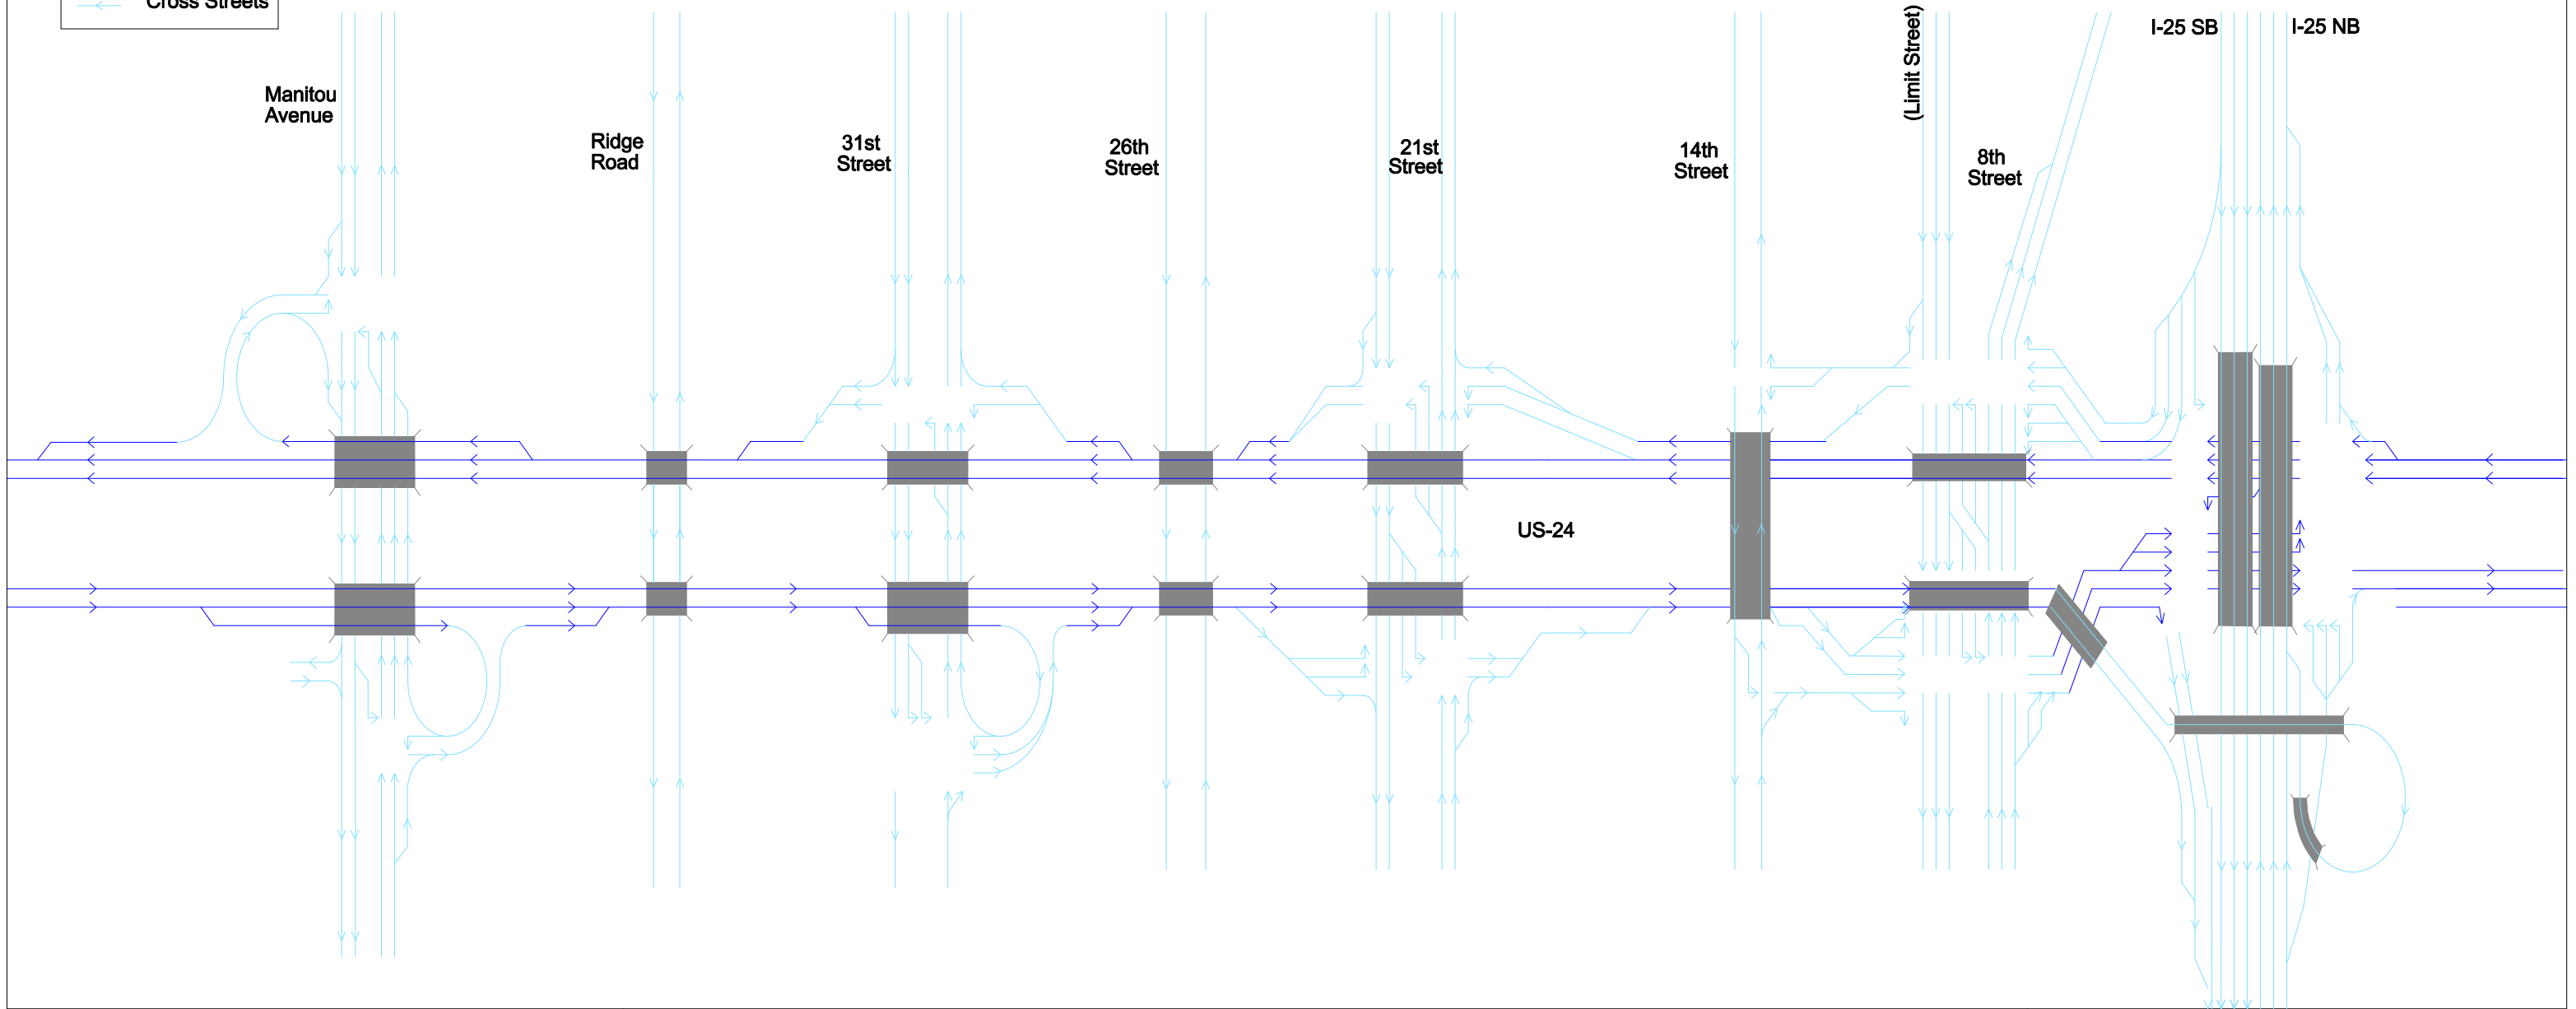 Cross Streets
I-25 SB
I-25 NB
(Limit Street)
Manitou
Avenue
Ridge
Road
31st
Street
26th
Street
21st
Street
14th
Street
8th
Street
US-24